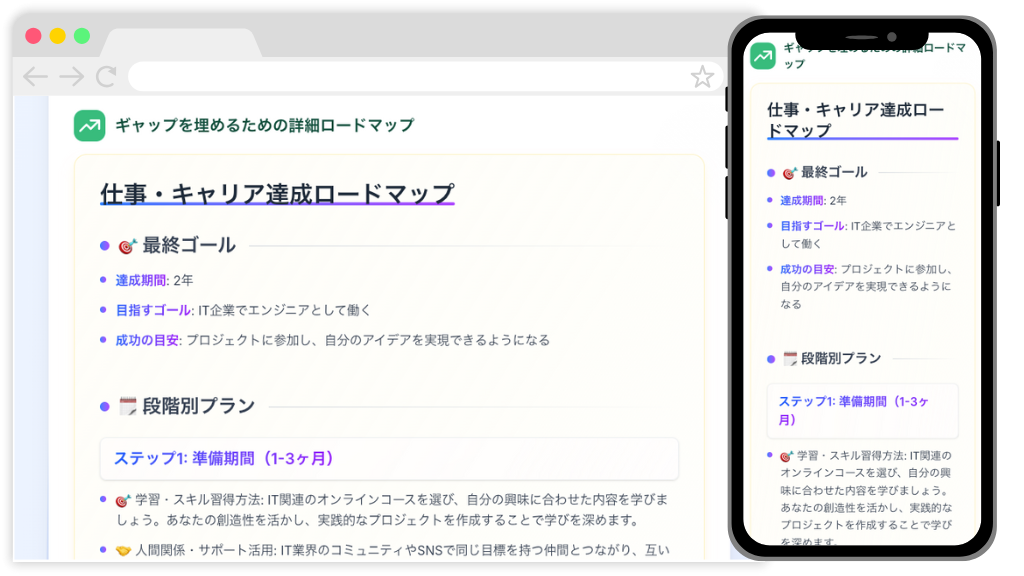 ギャップを埋めるための詳細ロードマップ
仕事・キャリア達成ロードマップ
🎯 最終ゴール
達成期間: 2年
目指すゴール: IT企業でエンジニアとして働く
成功の目安: プロジェクトに参加し、自分のアイデアを実現できるようになる
🗓️ 段階別プラン
ステップ1: 準備期間（1-3ヶ月）
🎯 学習・スキル習得方法: IT関連のオンラインコースを選び、自分の興味に合わせた内容を学びま
しょう。あなたの創造性を活かし、実践的なプロジェクトを作成することで学びを深めます。
🤝 人間関係・サポート活用: IT業界のコミュニティやSNSで同じ目標を持つ仲間とつながり、互い
ギャップを埋めるための詳細ロードマ
ップ
仕事・キャリア達成ロー
ドマップ
🎯 最終ゴール
達成期間: 2年
目指すゴール: IT企業でエンジニアと
して働く
成功の目安: プロジェクトに参加し、
自分のアイデアを実現できるように
なる
🗓️ 段階別プラン
ステップ1: 準備期間（1-3ヶ
月）
🎯 学習・スキル習得方法: IT関連の
オンラインコースを選び、自分の興
味に合わせた内容を学びましょう。
あなたの創造性を活かし、実践的な
プロジェクトを作成することで学び
を深めます。